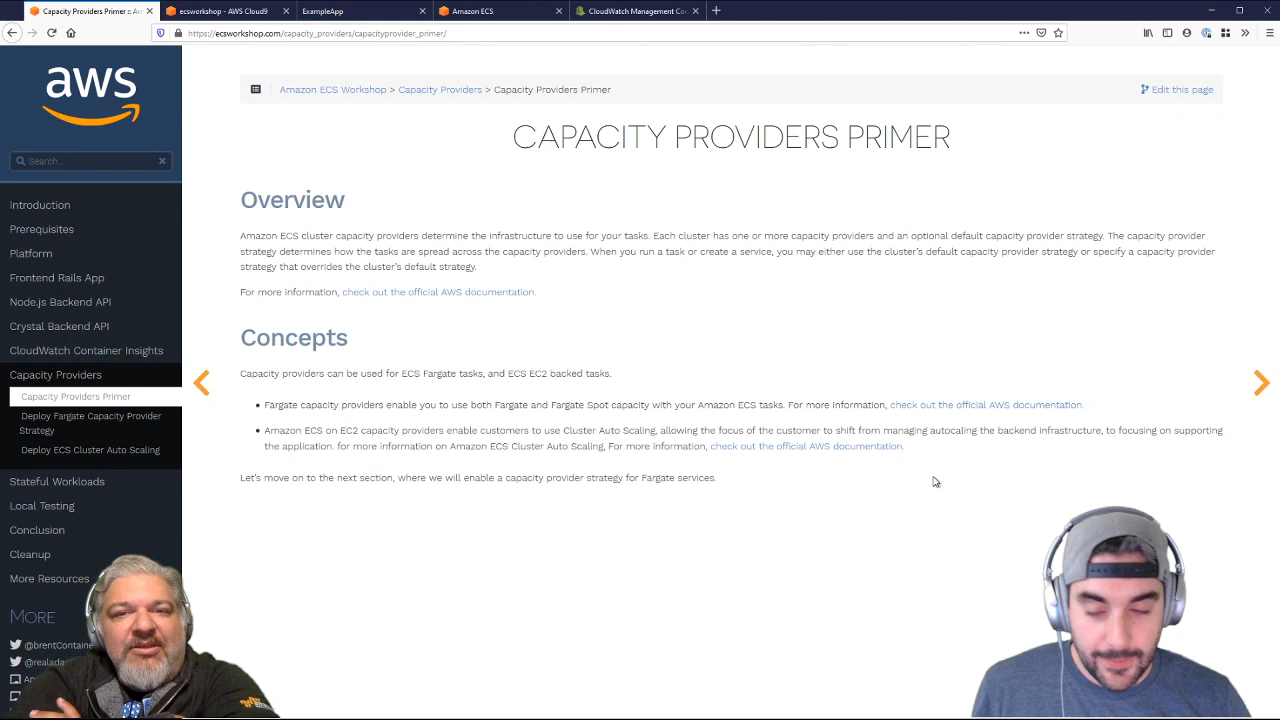 Capacity Providers Primer :: Am
ecsworkshop - AWS Cloud9
ExampleApp
Amazon ECS
CloudWatch Management Con
https://ecsworkshop.com/capacity_providers/capacityprovider_primer/
aws
Search...
Introduction
Prerequisites
Platform
Frontend Rails App
Node.js Backend API
Crystal Backend API
CloudWatch Container Insights
Capacity Providers
Capacity Providers Primer
Deploy Fargate Capacity Provider
Strategy
Deploy ECS Cluster Auto Scaling
Stateful Workloads
Local Testing
Conclusion
Cleanup
More Resources
MORE
@brentContaine
@realada
Amazon ECS Workshop > Capacity Providers > Capacity Providers Primer
Edit this page
CAPACITY PROVIDERS PRIMER
Overview
Amazon ECS cluster capacity providers determine the infrastructure to use for your tasks. Each cluster has one or more capacity providers and an optional default capacity provider strategy. The capacity provider
strategy determines how the tasks are spread across the capacity providers. When you run a task or create a service, you may either use the cluster's default capacity provider strategy or specify a capacity provider
strategy that overrides the cluster's default strategy.
For more information, check out the official AWS documentation.
Concepts
Capacity providers can be used for ECS Fargate tasks, and ECS EC2 backed tasks.
• Fargate capacity providers enable you to use both Fargate and Fargate Spot capacity with your Amazon ECS tasks. For more information, check out the official AWS documentation.
• Amazon ECS on EC2 capacity providers enable customers to use Cluster Auto Scaling, allowing the focus of the customer to shift from managing autocaling the backend infrastructure, to focusing on supporting
the application. for more information on Amazon ECS Cluster Auto Scaling, For more information, check out the official AWS documentation.
Let's move on to the next section, where we will enable a capacity provider strategy for Fargate services.